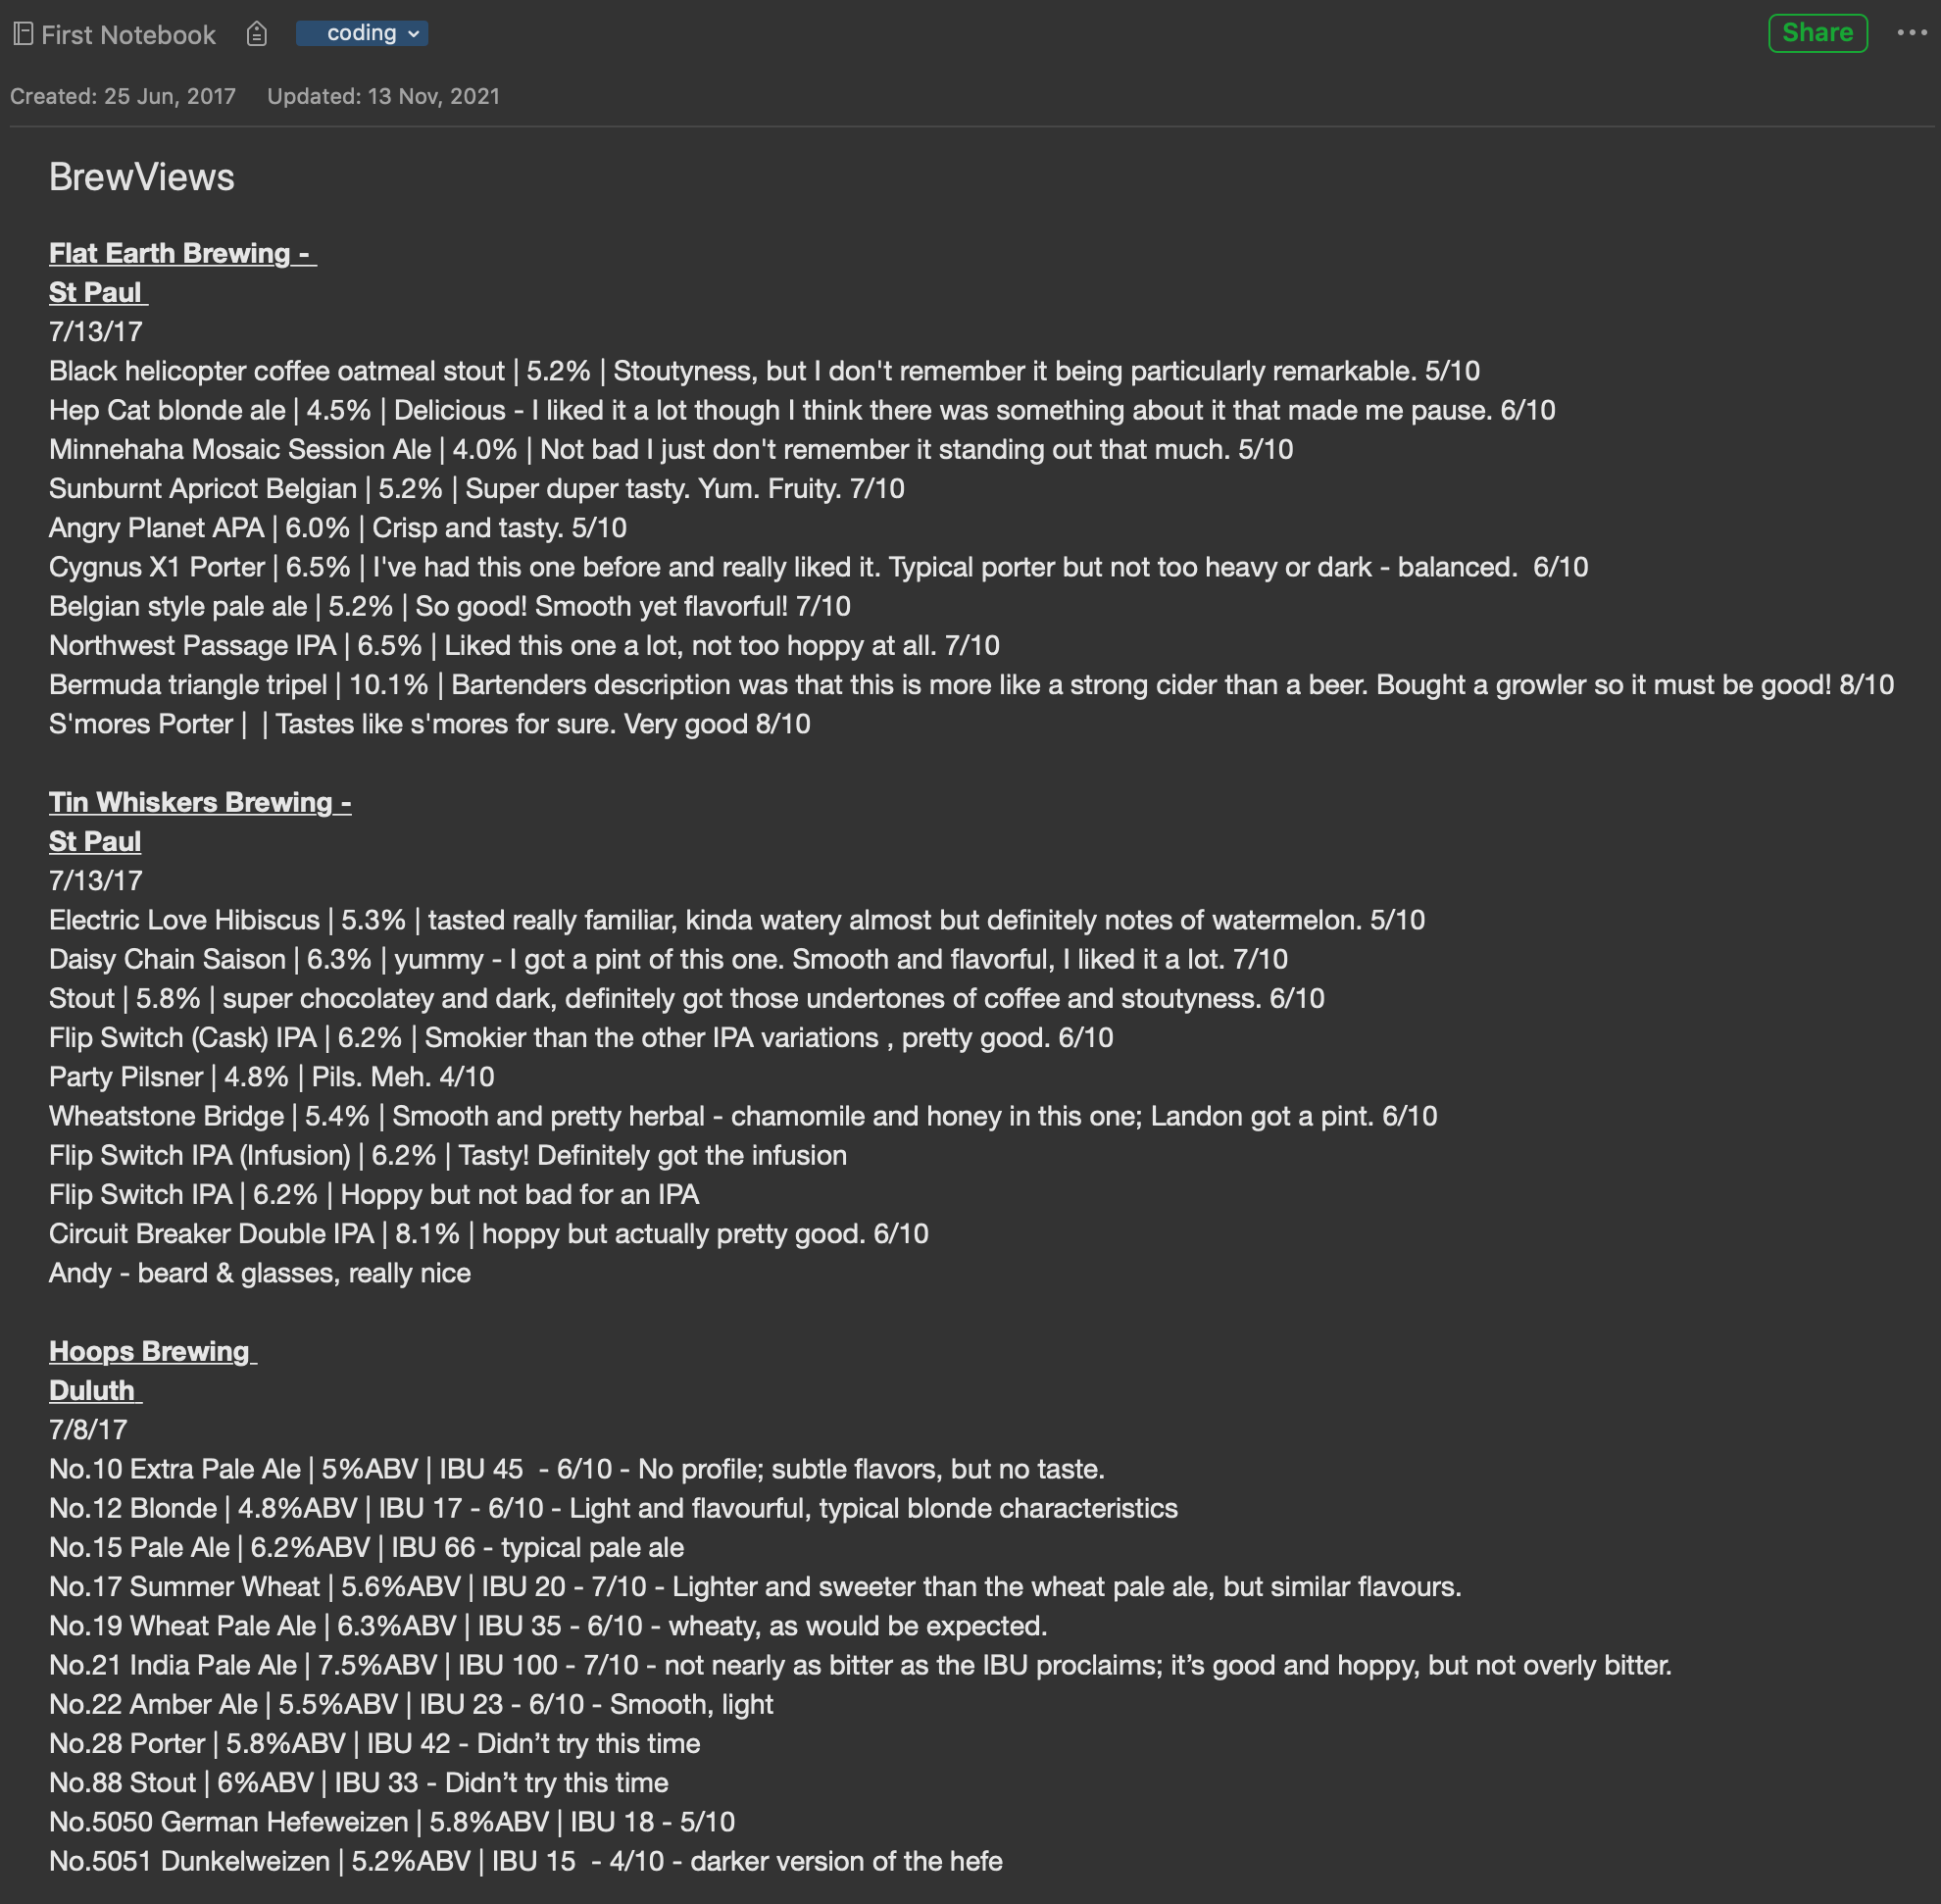 First Notebook coding Share
Created: 25 Jun, 2017 Updated: 13 Nov, 2021
BrewViews
Flat Earth Brewing -
St Paul
7/13/17
Black helicopter coffee oatmeal stout | 5.2% | Stoutyness, but I don't remember it being particularly remarkable. 5/10
Hep Cat blonde ale | 4.5% | Delicious - I liked it a lot though I think there was something about it that made me pause. 6/10
Minnehaha Mosaic Session Ale | 4.0% | Not bad I just don't remember it standing out that much. 5/10
Sunburnt Apricot Belgian | 5.2% | Super duper tasty. Yum. Fruity. 7/10
Angry Planet APA | 6.0% | Crisp and tasty. 5/10
Cygnus X1 Porter | 6.5% | I've had this one before and really liked it. Typical porter but not too heavy or dark - balanced.  6/10
Belgian style pale ale | 5.2% | So good! Smooth yet flavorful! 7/10
Northwest Passage IPA | 6.5% | Liked this one a lot, not too hoppy at all. 7/10
Bermuda triangle tripel | 10.1% | Bartenders description was that this is more like a strong cider than a beer. Bought a growler so it must be good! 8/10
S'mores Porter |  | Tastes like s'mores for sure. Very good 8/10
Tin Whiskers Brewing -
St Paul
7/13/17
Electric Love Hibiscus | 5.3% | tasted really familiar, kinda watery almost but definitely notes of watermelon. 5/10
Daisy Chain Saison | 6.3% | yummy - I got a pint of this one. Smooth and flavorful, I liked it a lot. 7/10
Stout | 5.8% | super chocolatey and dark, definitely got those undertones of coffee and stoutyness. 6/10
Flip Switch (Cask) IPA | 6.2% | Smokier than the other IPA variations , pretty good. 6/10
Party Pilsner | 4.8% | Pils. Meh. 4/10
Wheatstone Bridge | 5.4% | Smooth and pretty herbal - chamomile and honey in this one; Landon got a pint. 6/10
Flip Switch IPA (Infusion) | 6.2% | Tasty! Definitely got the infusion
Flip Switch IPA | 6.2% | Hoppy but not bad for an IPA
Circuit Breaker Double IPA | 8.1% | hoppy but actually pretty good. 6/10
Andy - beard & glasses, really nice
Hoops Brewing
Duluth
7/8/17
No.10 Extra Pale Ale | 5%ABV | IBU 45  - 6/10 - No profile; subtle flavors, but no taste.
No.12 Blonde | 4.8%ABV | IBU 17 - 6/10 - Light and flavourful, typical blonde characteristics
No.15 Pale Ale | 6.2%ABV | IBU 66 - typical pale ale
No.17 Summer Wheat | 5.6%ABV | IBU 20 - 7/10 - Lighter and sweeter than the wheat pale ale, but similar flavours.
No.19 Wheat Pale Ale | 6.3%ABV | IBU 35 - 6/10 - wheaty, as would be expected.
No.21 India Pale Ale | 7.5%ABV | IBU 100 - 7/10 - not nearly as bitter as the IBU proclaims; it’s good and hoppy, but not overly bitter.
No.22 Amber Ale | 5.5%ABV | IBU 23 - 6/10 - Smooth, light
No.28 Porter | 5.8%ABV | IBU 42 - Didn’t try this time
No.88 Stout | 6%ABV | IBU 33 - Didn’t try this time
No.5050 German Hefeweizen | 5.8%ABV | IBU 18 - 5/10
No.5051 Dunkelweizen | 5.2%ABV | IBU 15  - 4/10 - darker version of the hefe